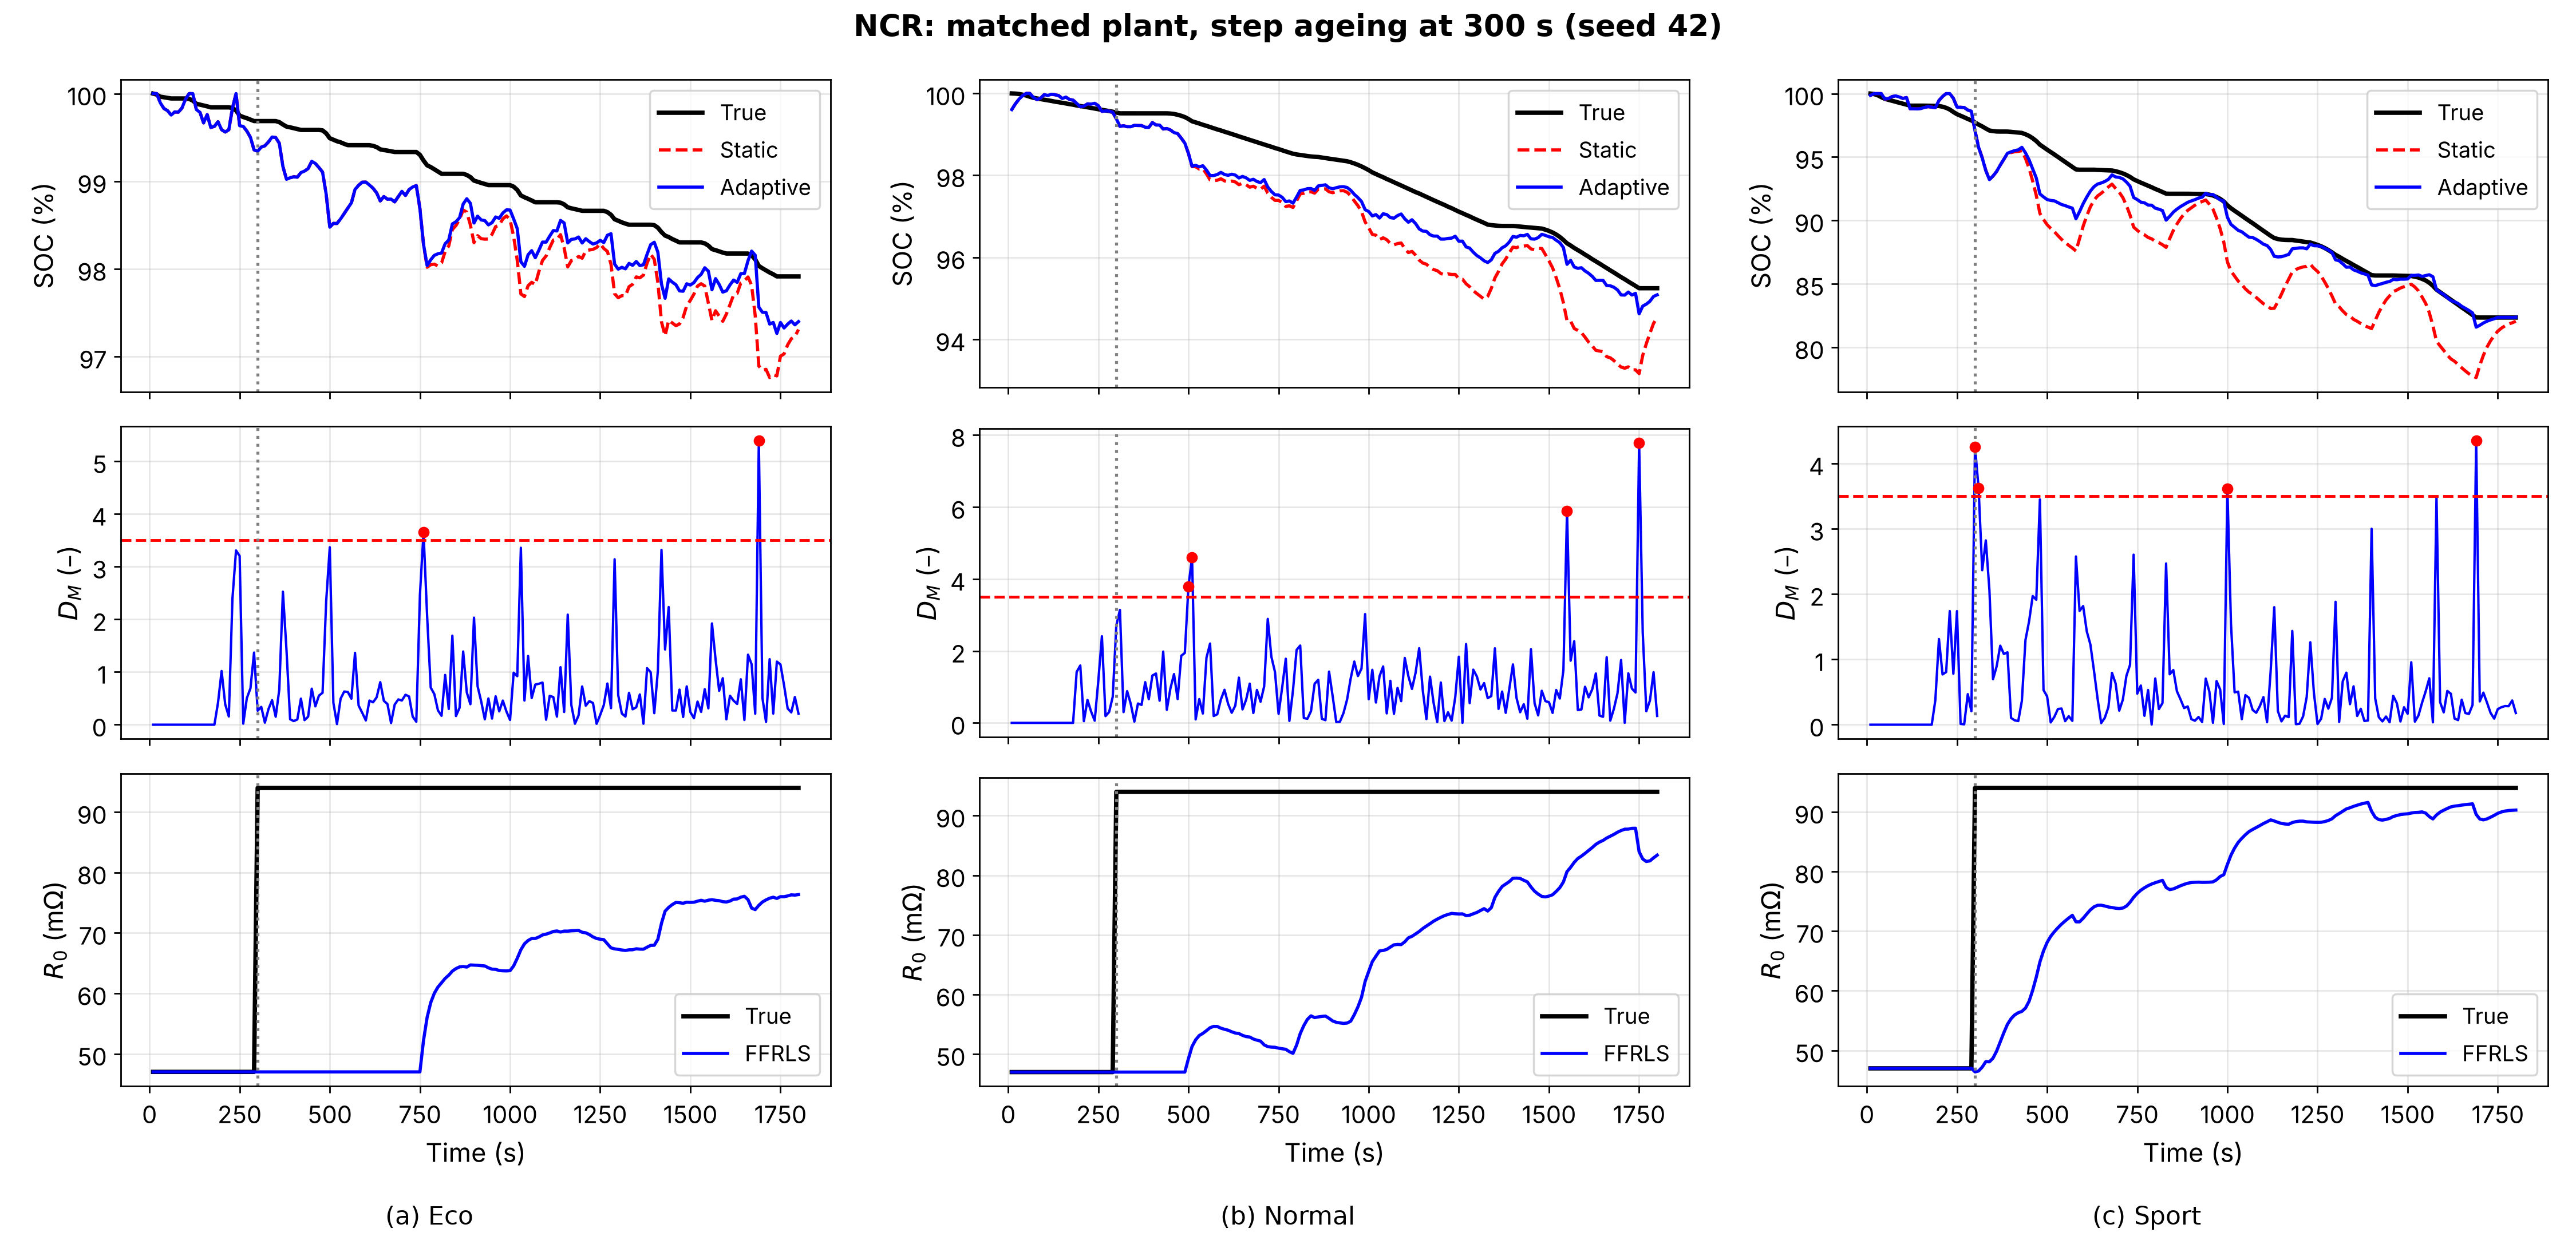 NCR: matched plant, step ageing at 300 s (seed 42)
SOC (%)
100
99
98
97
True
Static
Adaptive
SOC (%)
100
98
96
94
True
Static
Adaptive
SOC (%)
100
95
90
85
80
True
Static
Adaptive
D_M (–)
5
4
3
2
1
0
D_M (–)
8
6
4
2
0
D_M (–)
4
3
2
1
0
R_0 (mΩ)
90
80
70
60
50
True
FFRLS
0 250 500 750 1000 1250 1500 1750
Time (s)
R_0 (mΩ)
90
80
70
60
50
True
FFRLS
0 250 500 750 1000 1250 1500 1750
Time (s)
R_0 (mΩ)
90
80
70
60
50
True
FFRLS
0 250 500 750 1000 1250 1500 1750
Time (s)
(a) Eco
(b) Normal
(c) Sport